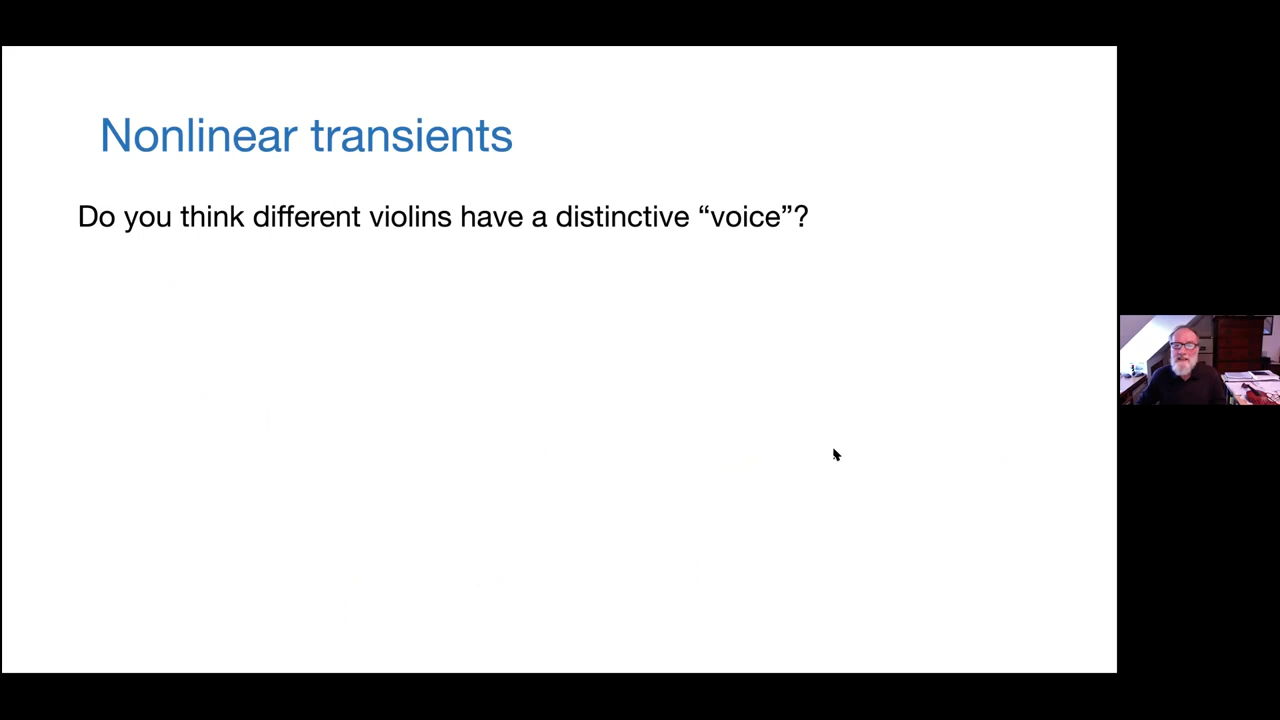 Nonlinear transients
Do you think different violins have a distinctive “voice”?